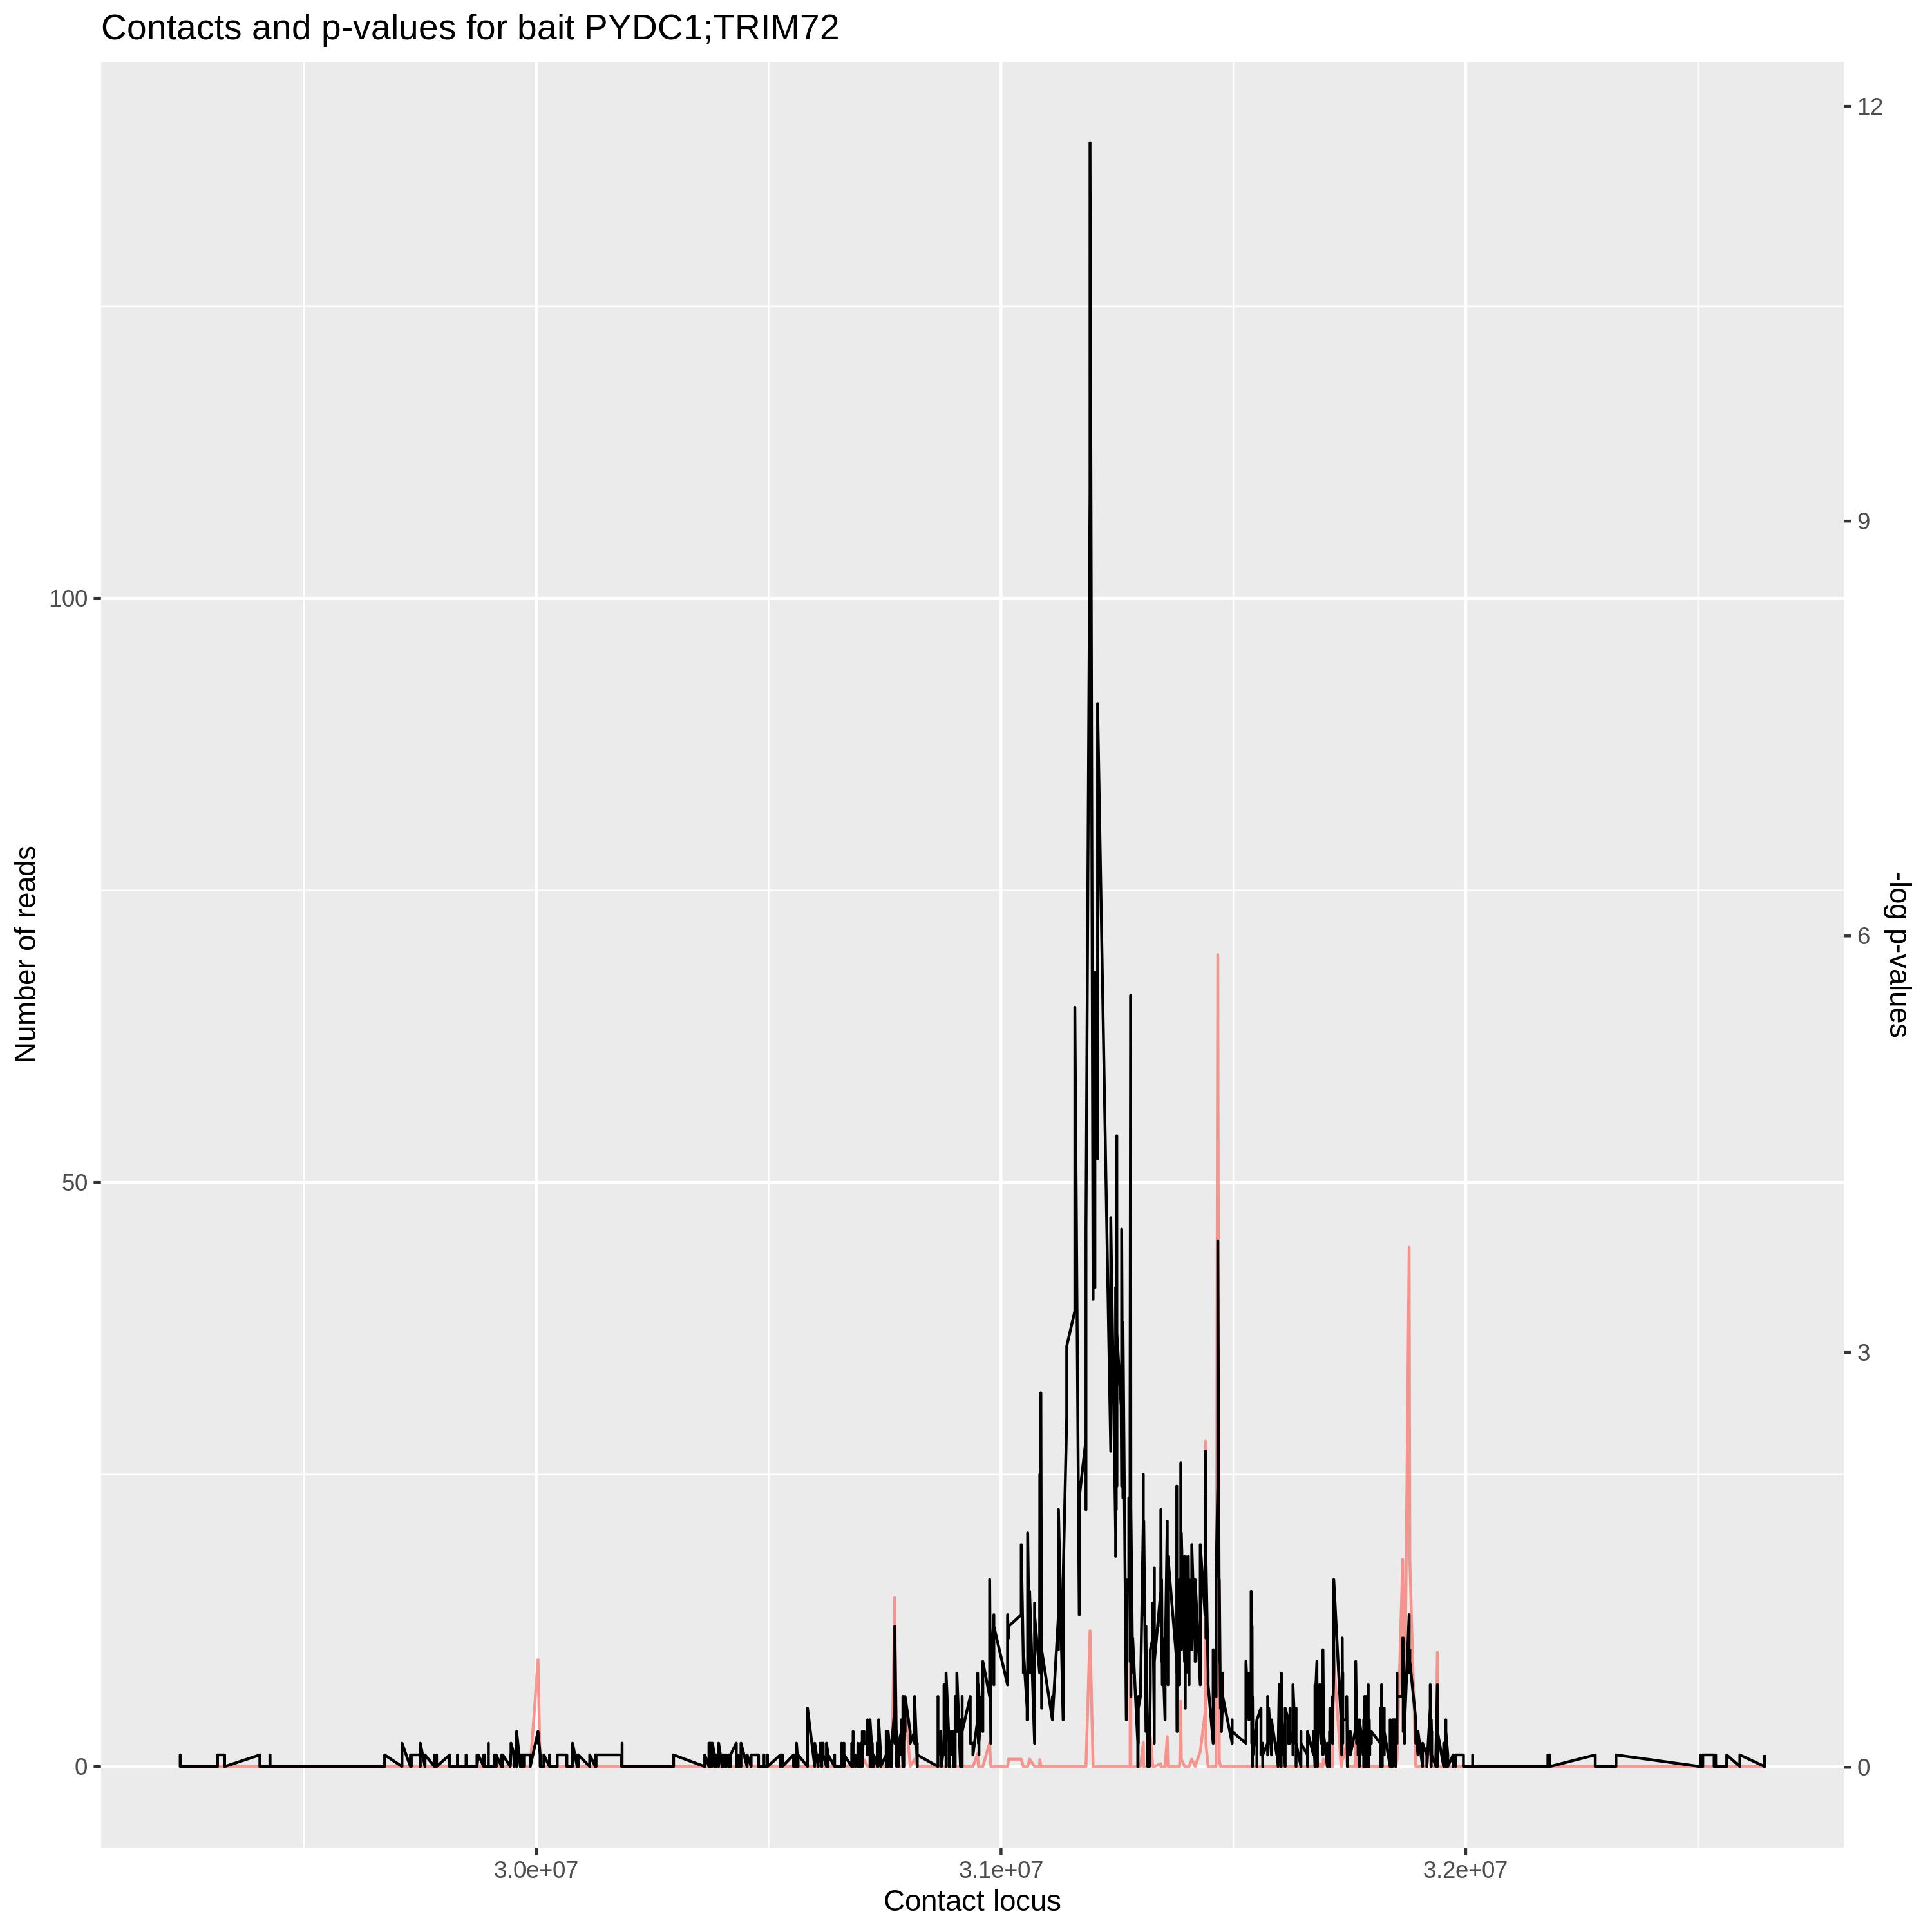 Contacts and p-values for bait PYDC1;TRIM72
12
9
6
3
0
-log p-values
100
50
0
Number of reads
3.0e+07
3.1e+07
3.2e+07
Contact locus